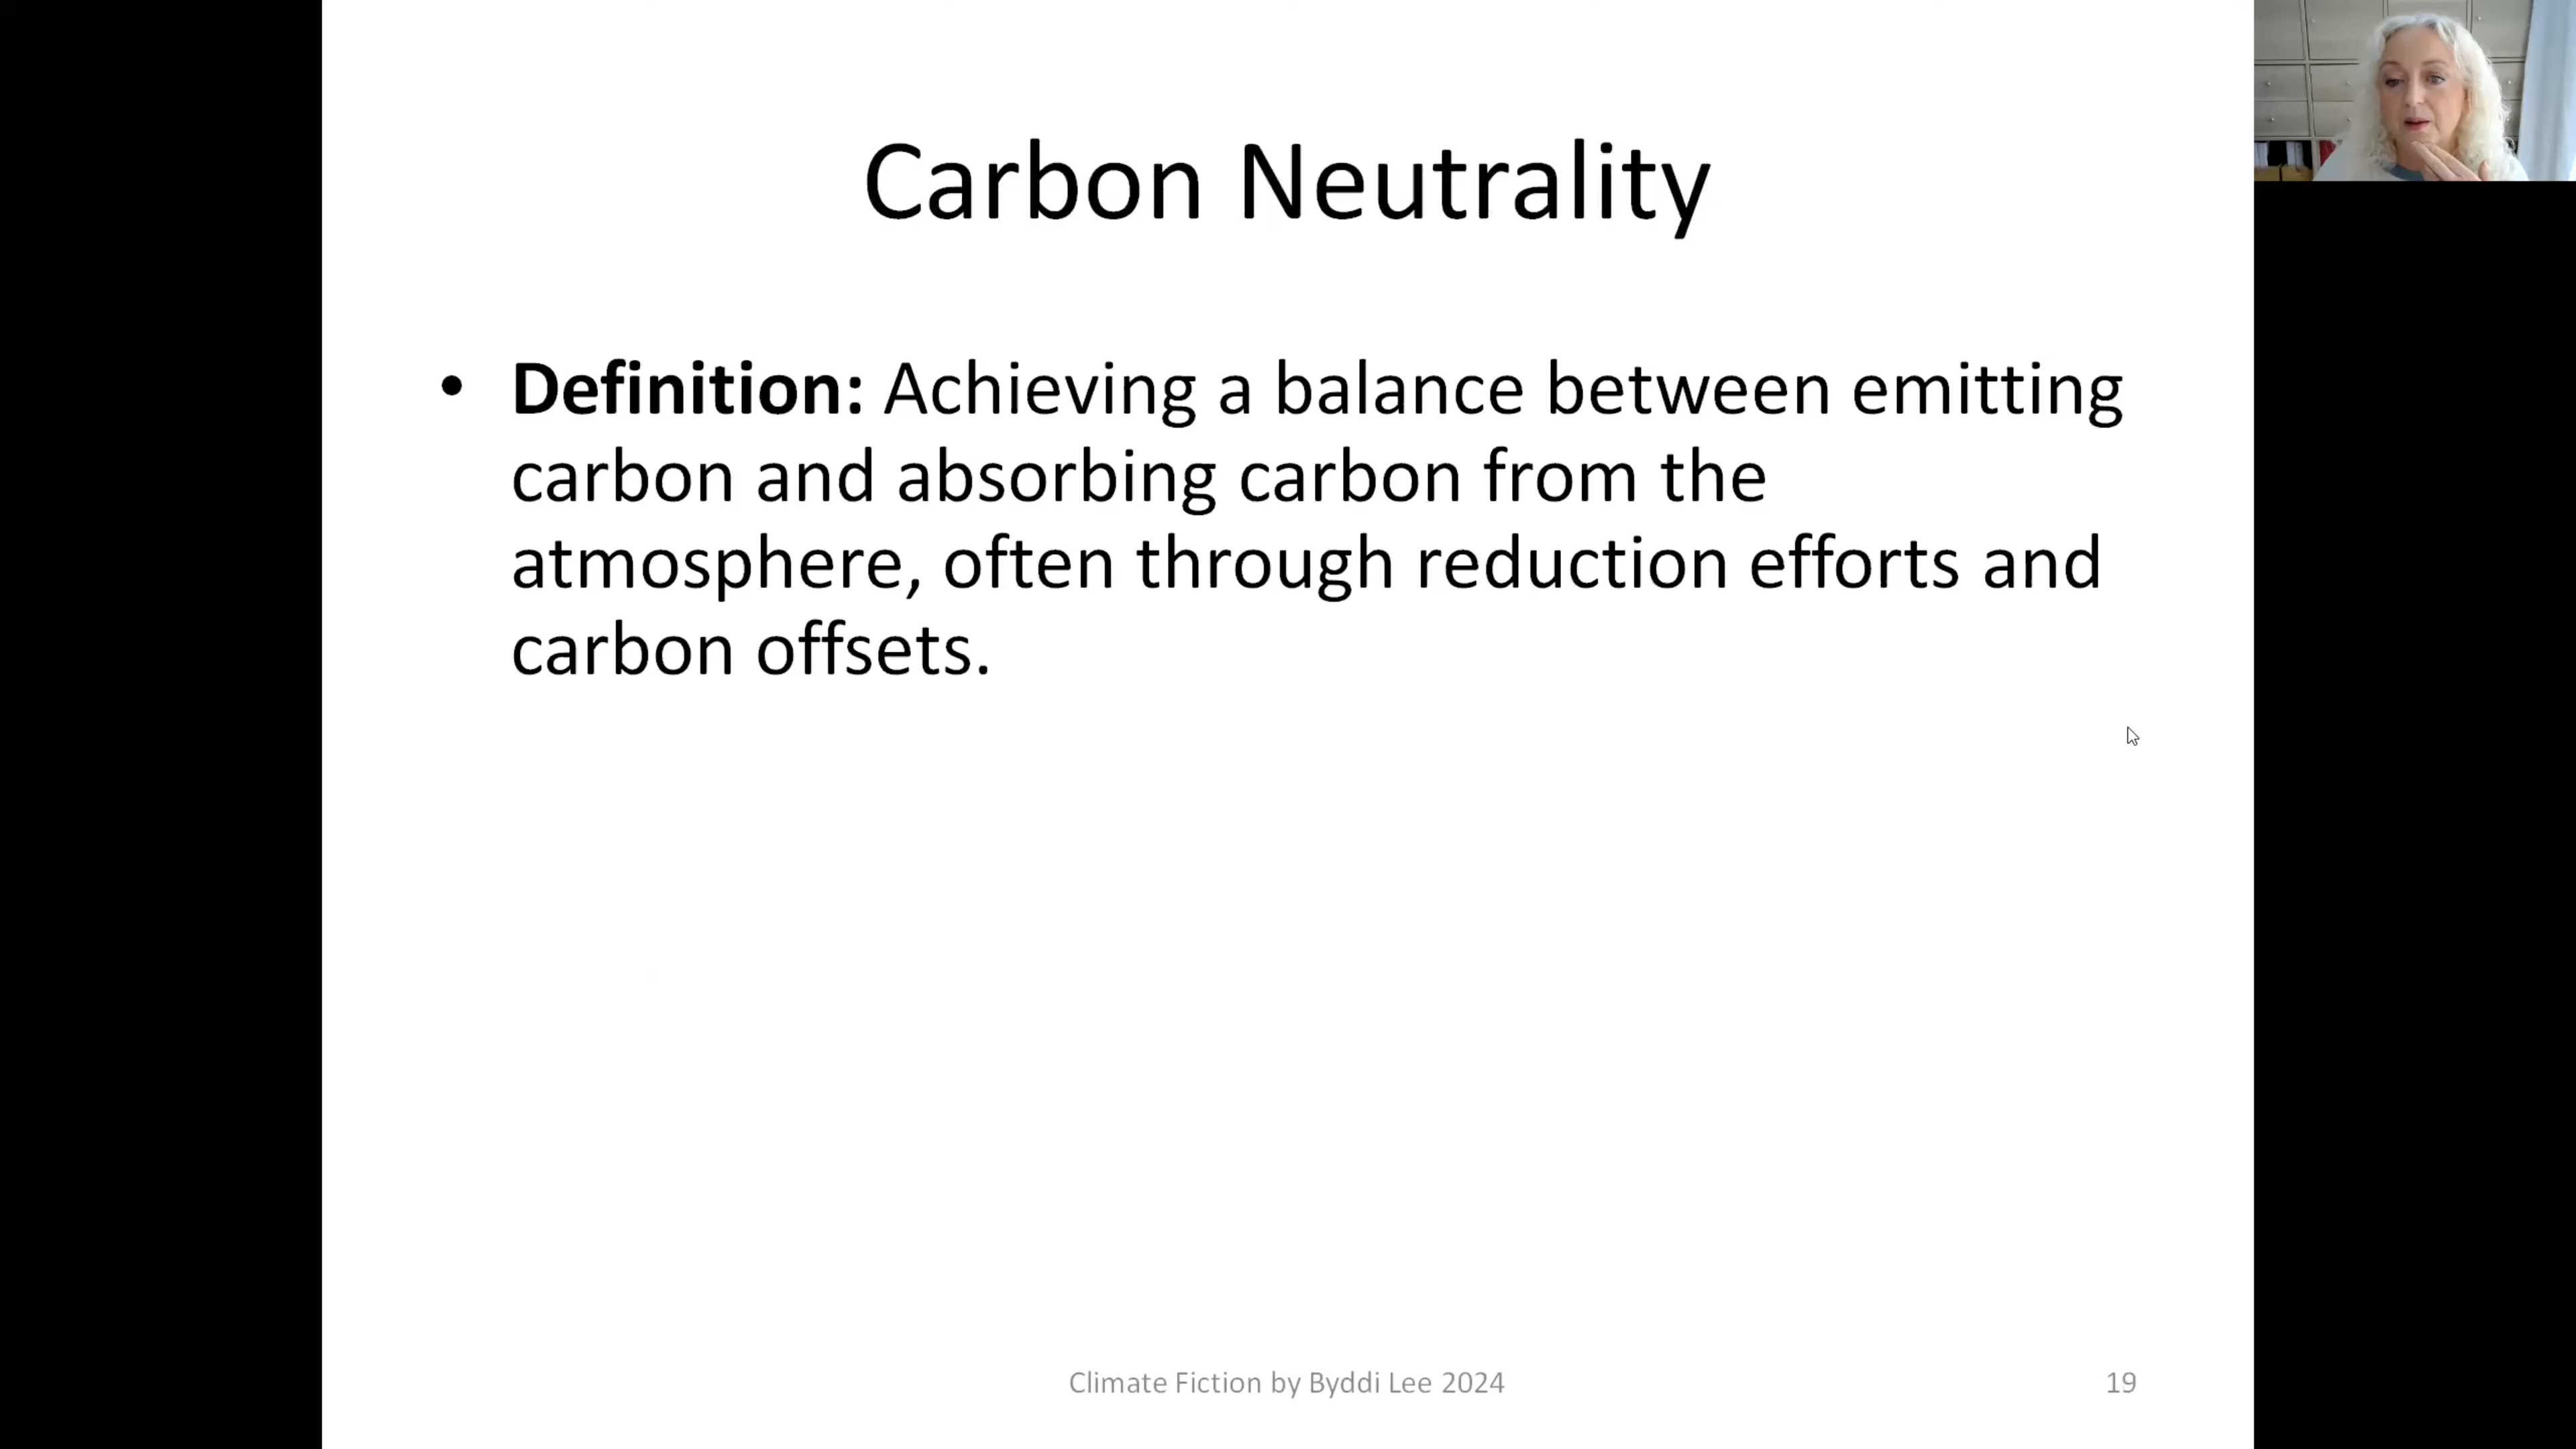 Carbon Neutrality
• Definition: Achieving a balance between emitting
carbon and absorbing carbon from the
atmosphere, often through reduction efforts and
carbon offsets.
Climate Fiction by Byddi Lee 2024
19